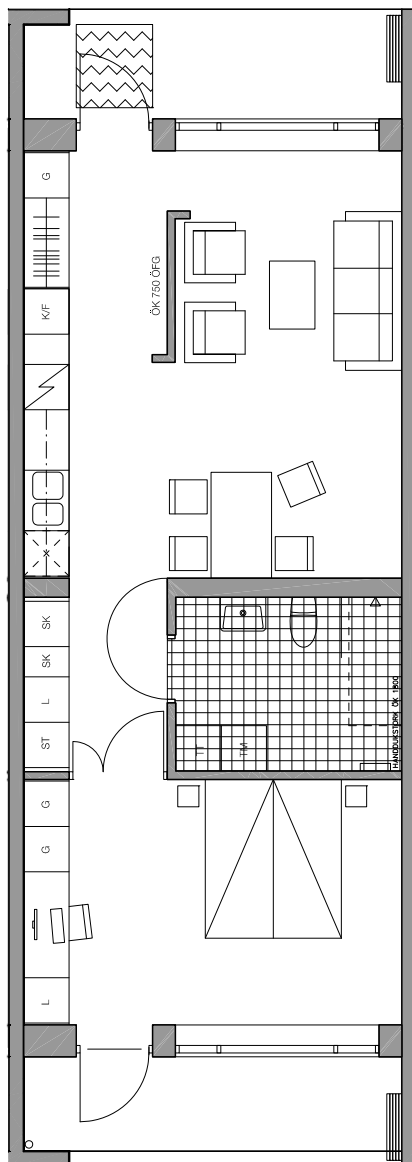 G
K/F
ÖK 750 ÖFG
SK
SK
L
ST
TT
TM
HANDDUKSTORK ÖK 1800
G
G
L